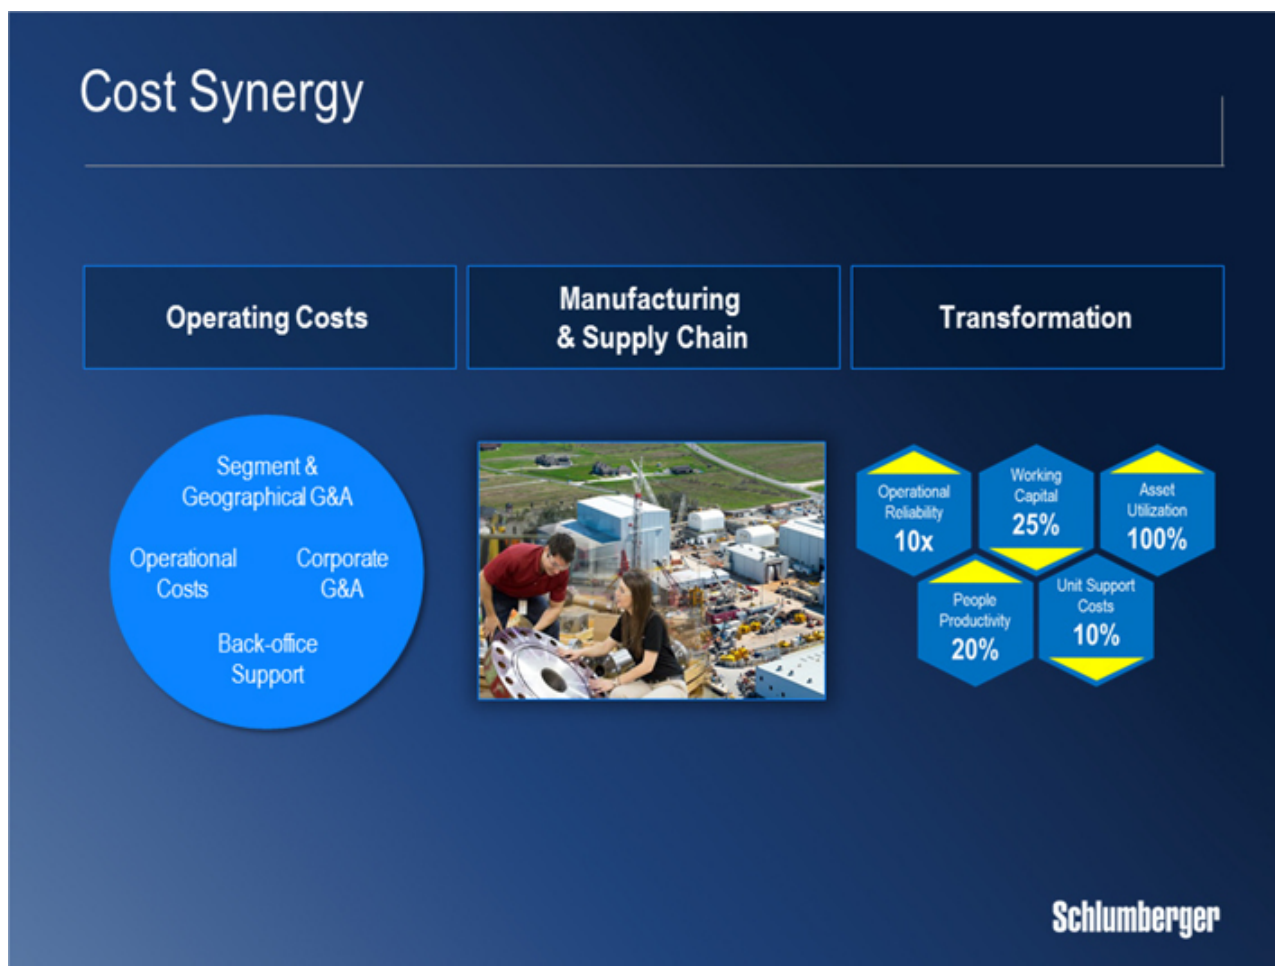 Cost Synergy
Operating Costs
Manufacturing
& Supply Chain
Transformation
Segment &
Geographical G&A
Operational
Costs
Corporate
G&A
Back-office
Support
Operational
Reliability
10x
Working
Capital
25%
Asset
Utilization
100%
People
Productivity
20%
Unit Support
Costs
10%
Schlumberger